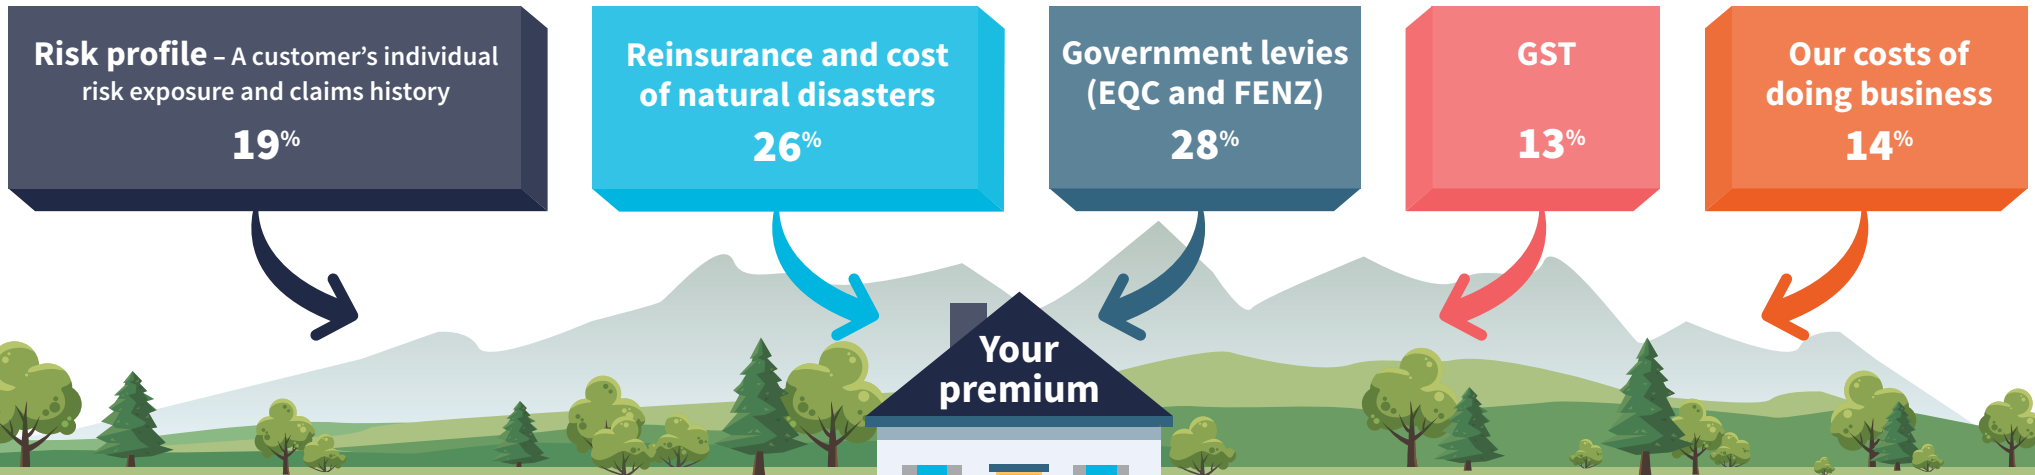 Risk profile – A customer’s individual
risk exposure and claims history
19%
Reinsurance and cost
of natural disasters
26%
Government levies
(EQC and FENZ)
28%
GST
13%
Our costs of
doing business
14%
Your
premium